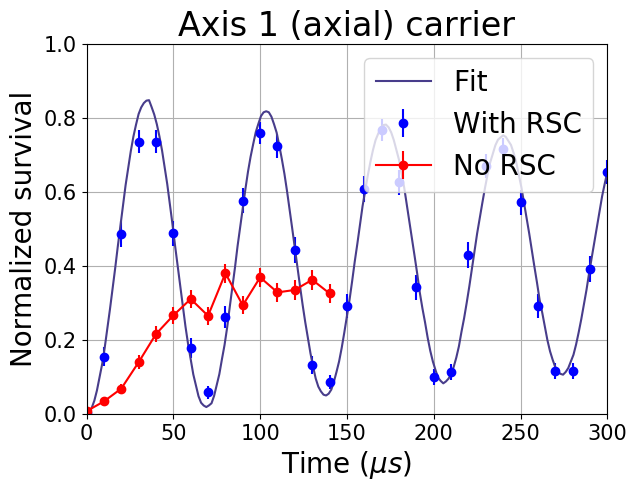 Axis 1 (axial) carrier
Normalized survival
1.0
0.8
0.6
0.4
0.2
0.0
Fit
With RSC
No RSC
0 50 100 150 200 250 300
Time (μs)